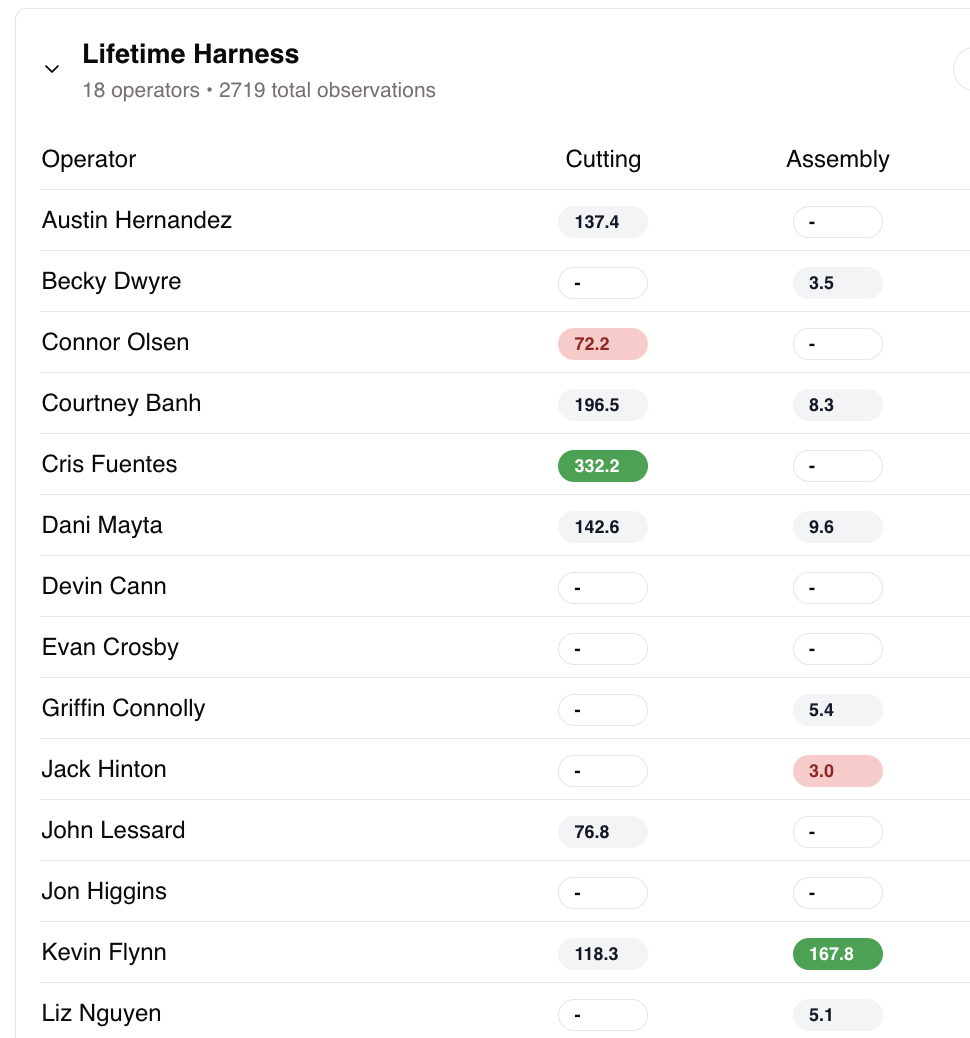 Lifetime Harness
18 operators • 2719 total observations
Operator Cutting Assembly
Austin Hernandez 137.4 -
Becky Dwyre - 3.5
Connor Olsen 72.2 -
Courtney Banh 196.5 8.3
Cris Fuentes 332.2 -
Dani Mayta 142.6 9.6
Devin Cann - -
Evan Crosby - -
Griffin Connolly - 5.4
Jack Hinton - 3.0
John Lessard 76.8 -
Jon Higgins - -
Kevin Flynn 118.3 167.8
Liz Nguyen - 5.1